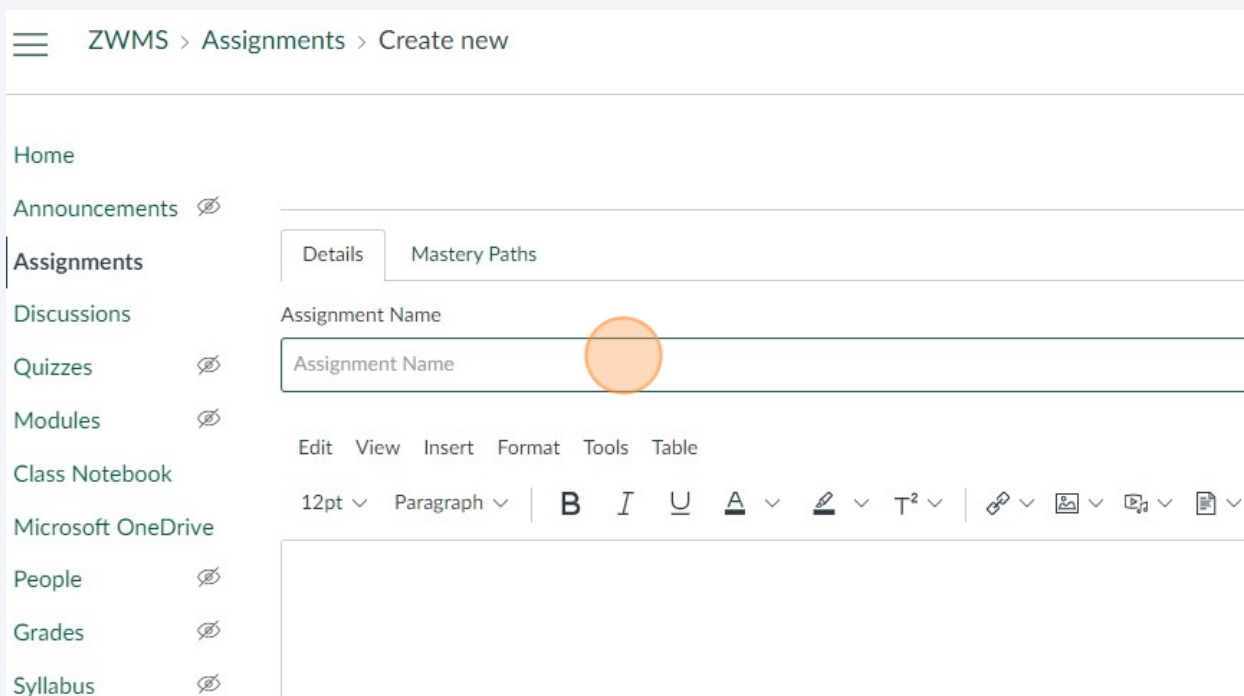 ZWMS > Assignments > Create new
Home
Announcements
Assignments
Discussions
Quizzes
Modules
Class Notebook
Microsoft OneDrive
People
Grades
Syllabus
Details Mastery Paths
Assignment Name
Assignment Name
Edit View Insert Format Tools Table
12pt Paragraph B I U A T²